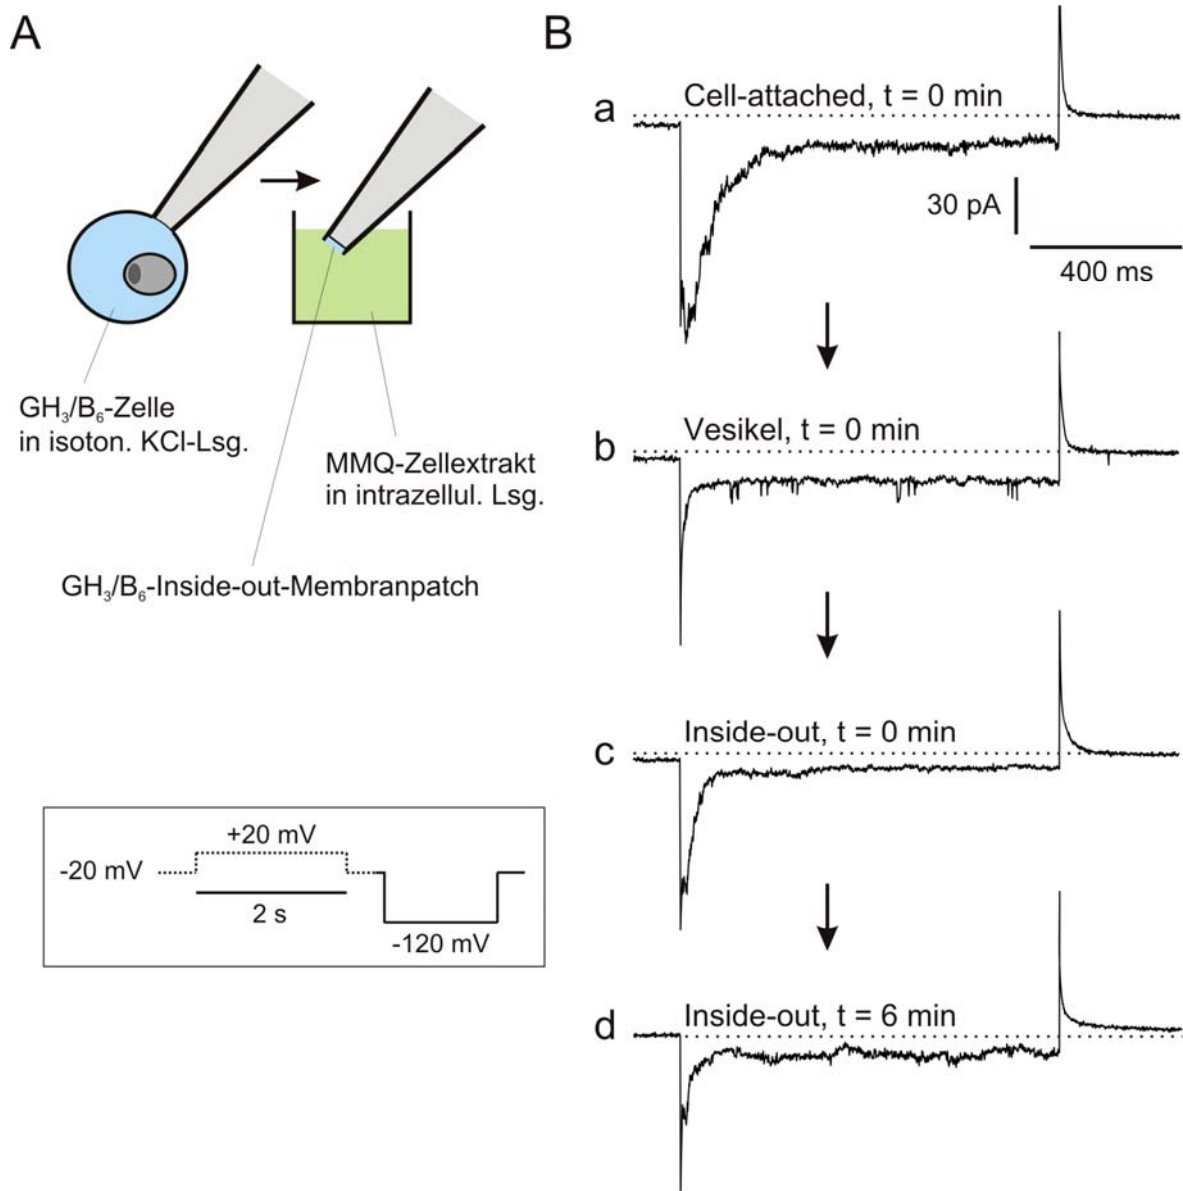 A
GH₃/B₆-Zelle
in isoton. KCl-Lsg.
MMQ-Zellextrakt
in intrazellul. Lsg.
GH₃/B₆-Inside-out-Membranpatch
+20 mV
-20 mV
2 s
-120 mV
B
a
Cell-attached, t = 0 min
30 pA
400 ms
b
Vesikel, t = 0 min
c
Inside-out, t = 0 min
d
Inside-out, t = 6 min